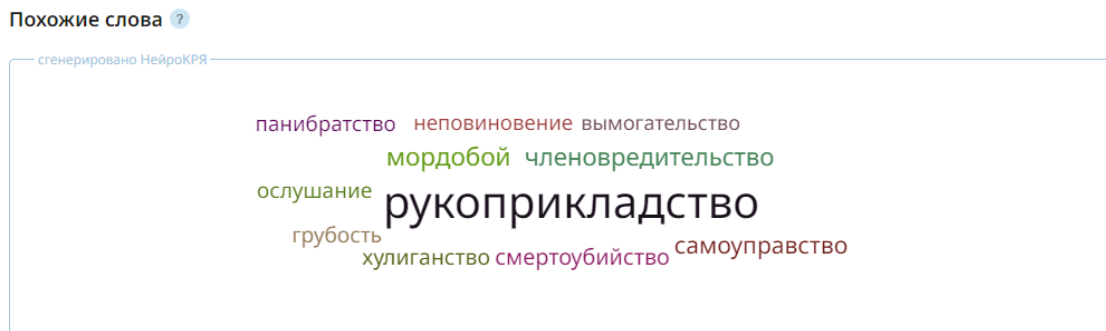 Похожие слова ?
сгенерировано НейроКРЯ
панибратство неповиновение вымогательство
мордобой членовредительство
ослушание рукоприкладство
грубость самоуправство
хулиганство смертоубийство